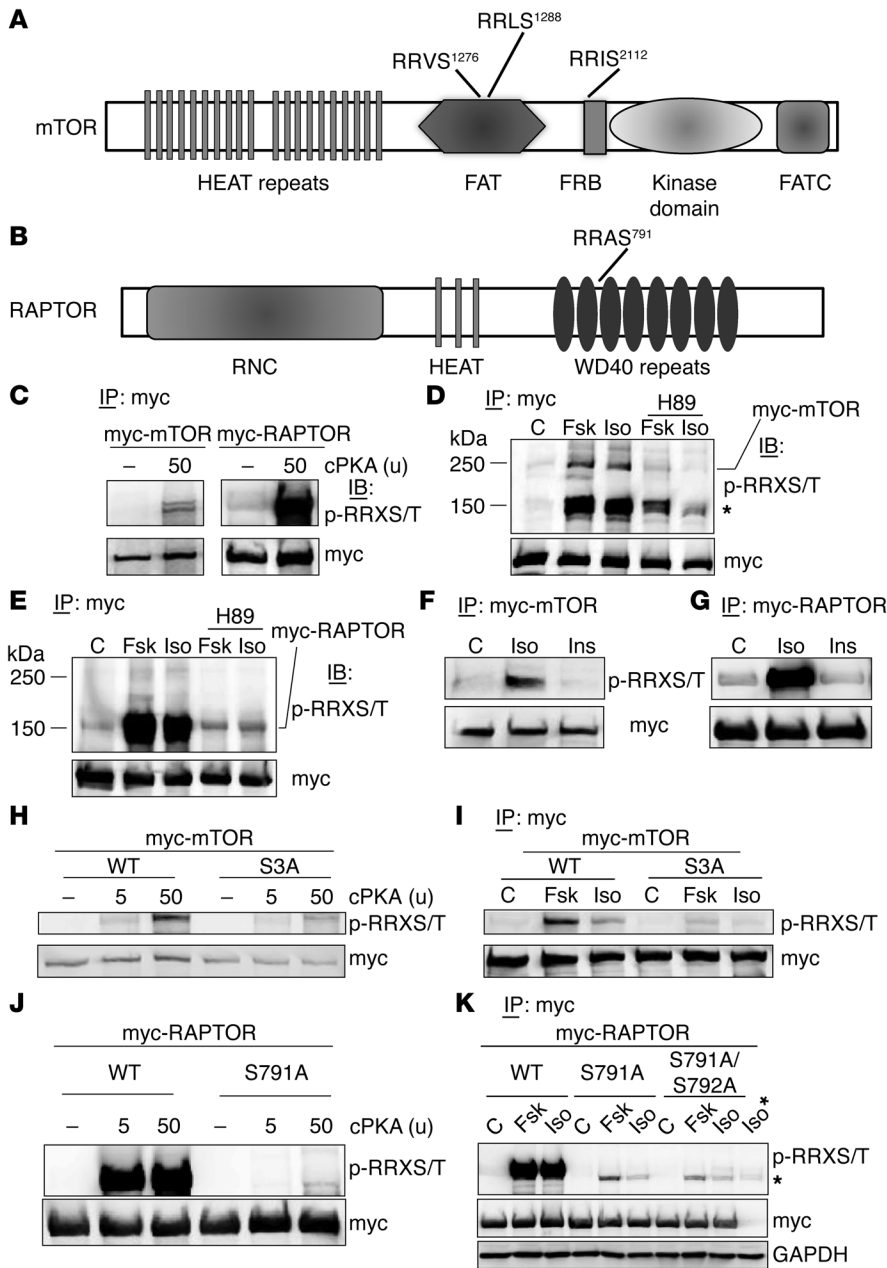 A
RRLS1288
RRVS1276
RRIS2112
mTOR
HEAT repeats
FAT
FRB
Kinase
domain
FATC
B
RRAS791
RAPTOR
RNC
HEAT
WD40 repeats
C
IP: myc
myc-mTOR
myc-RAPTOR
– 50 – 50 cPKA (u)
IB:
p-RRXS/T
myc
D
IP: myc
H89
C Fsk Iso Fsk Iso
myc-mTOR
kDa
250
150
IB:
p-RRXS/T
*
myc
E
IP: myc
H89
C Fsk Iso Fsk Iso
myc-RAPTOR
kDa
250
150
IB:
p-RRXS/T
myc
F
IP: myc-mTOR
C Iso Ins
p-RRXS/T
myc
G
IP: myc-RAPTOR
C Iso Ins
H
myc-mTOR
WT S3A
– 5 50 – 5 50 cPKA (u)
p-RRXS/T
myc
I
IP: myc
myc-mTOR
WT S3A
C Fsk Iso C Fsk Iso
p-RRXS/T
myc
J
myc-RAPTOR
WT S791A
– 5 50 – 5 50 cPKA (u)
p-RRXS/T
myc
K
IP: myc
myc-RAPTOR
WT S791A S791A/
S792A
C Fsk Iso C Fsk Iso C Fsk Iso Iso*
p-RRXS/T
*
myc
GAPDH